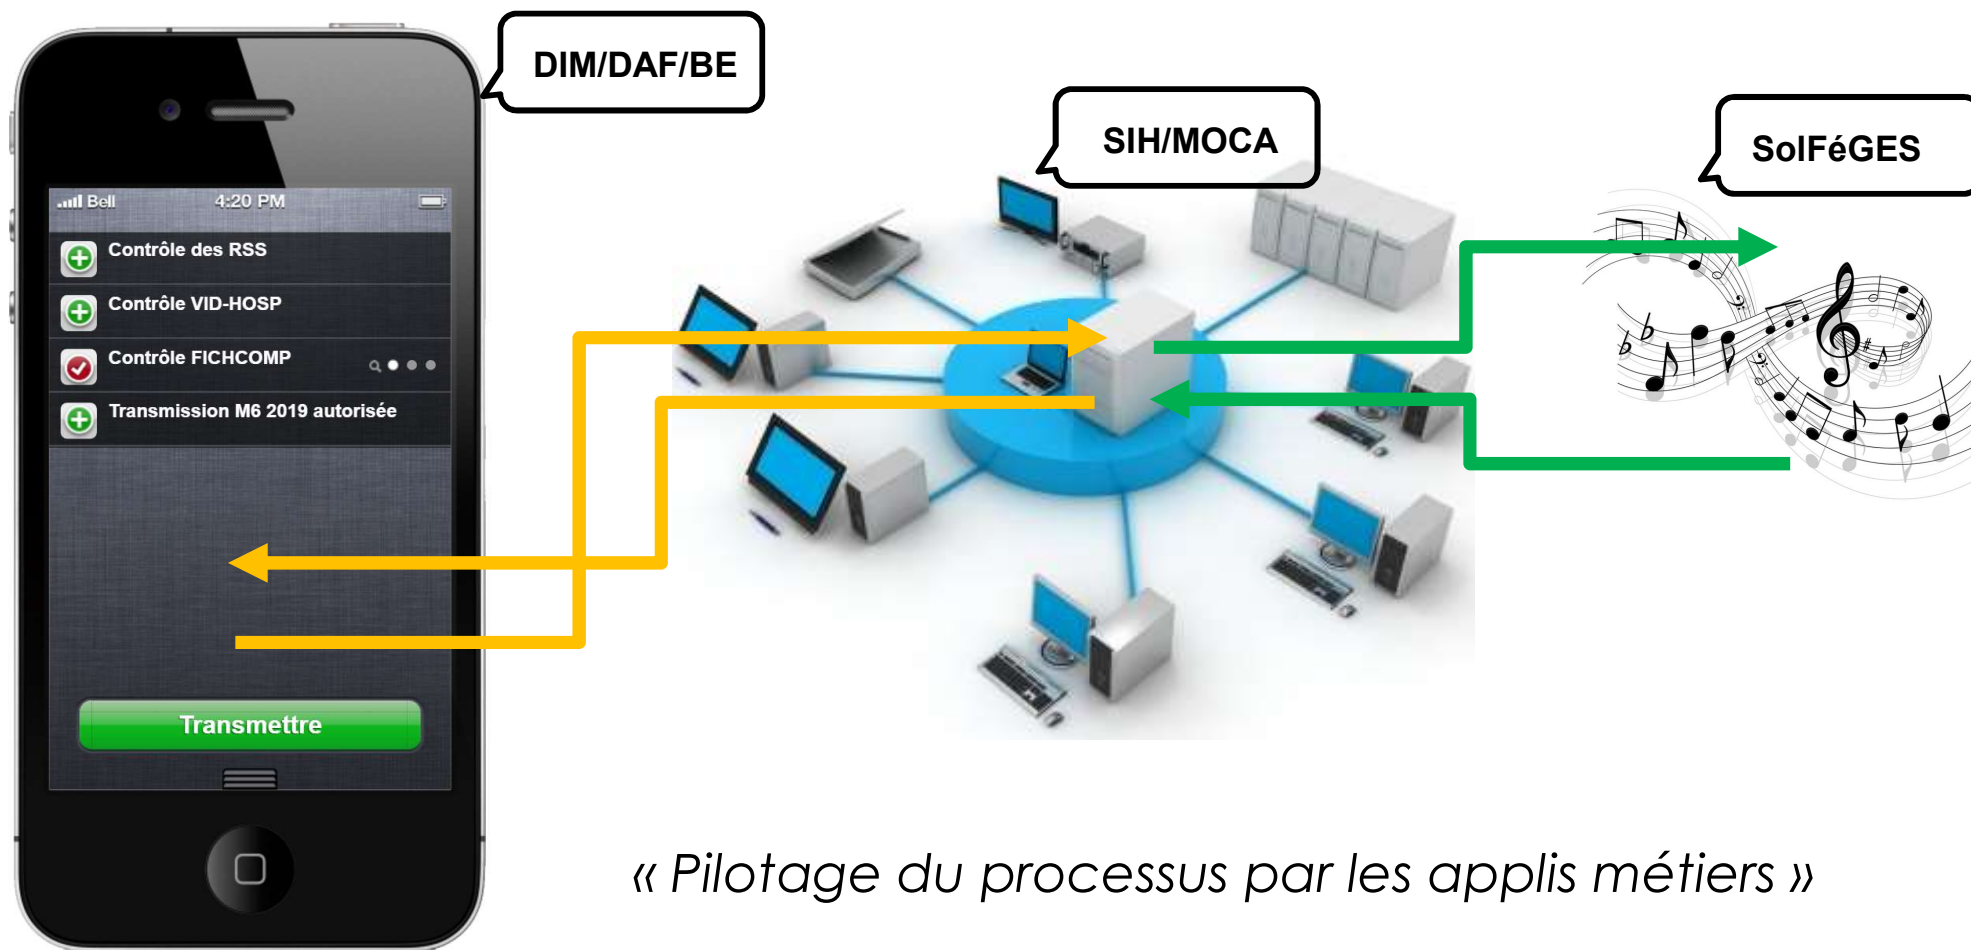 DIM/DAF/BE
SIH/MOCA
SolFéGES
Bell
4:20 PM
Contrôle des RSS
Contrôle VID-HOSP
Contrôle FICHCOMP
Transmission M6 2019 autorisée
Transmettre
« Pilotage du processus par les applis métiers »